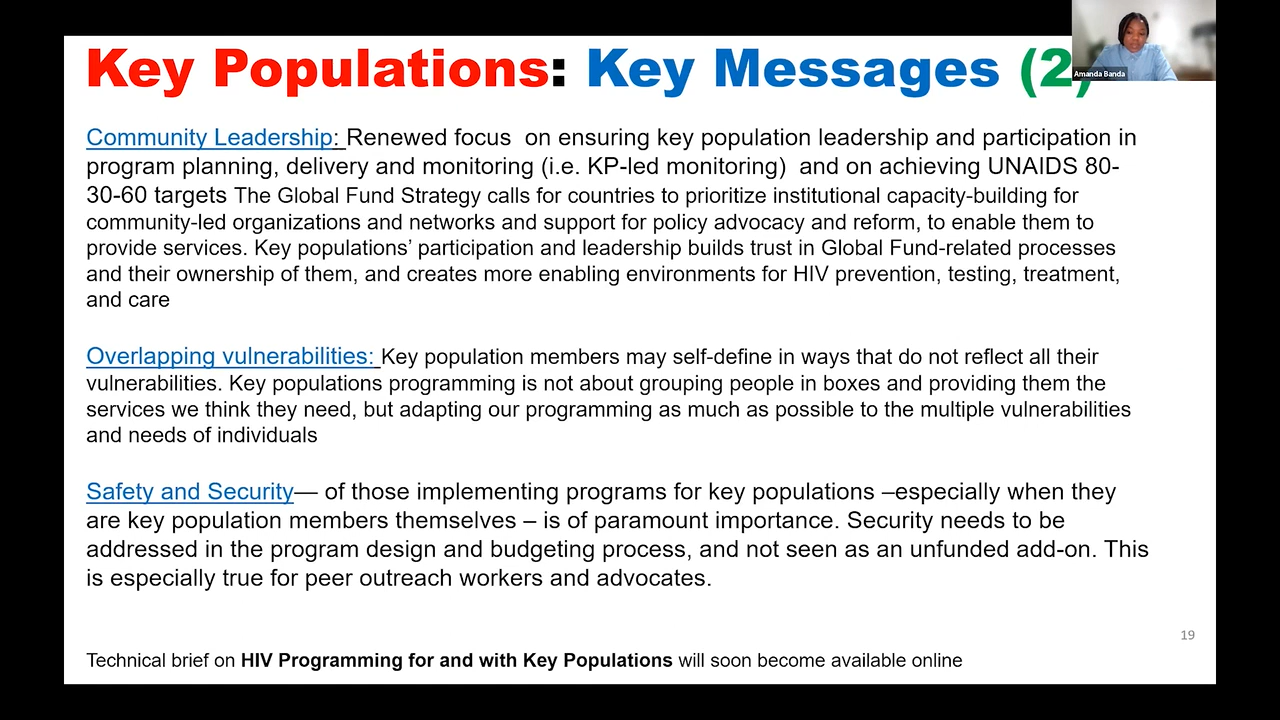 Key Populations: Key Messages (2)
Amanda Banda
Community Leadership: Renewed focus on ensuring key population leadership and participation in
program planning, delivery and monitoring (i.e. KP-led monitoring) and on achieving UNAIDS 80-
30-60 targets The Global Fund Strategy calls for countries to prioritize institutional capacity-building for
community-led organizations and networks and support for policy advocacy and reform, to enable them to
provide services. Key populations’ participation and leadership builds trust in Global Fund-related processes
and their ownership of them, and creates more enabling environments for HIV prevention, testing, treatment,
and care
Overlapping vulnerabilities: Key population members may self-define in ways that do not reflect all their
vulnerabilities. Key populations programming is not about grouping people in boxes and providing them the
services we think they need, but adapting our programming as much as possible to the multiple vulnerabilities
and needs of individuals
Safety and Security— of those implementing programs for key populations –especially when they
are key population members themselves – is of paramount importance. Security needs to be
addressed in the program design and budgeting process, and not seen as an unfunded add-on. This
is especially true for peer outreach workers and advocates.
19
Technical brief on HIV Programming for and with Key Populations will soon become available online